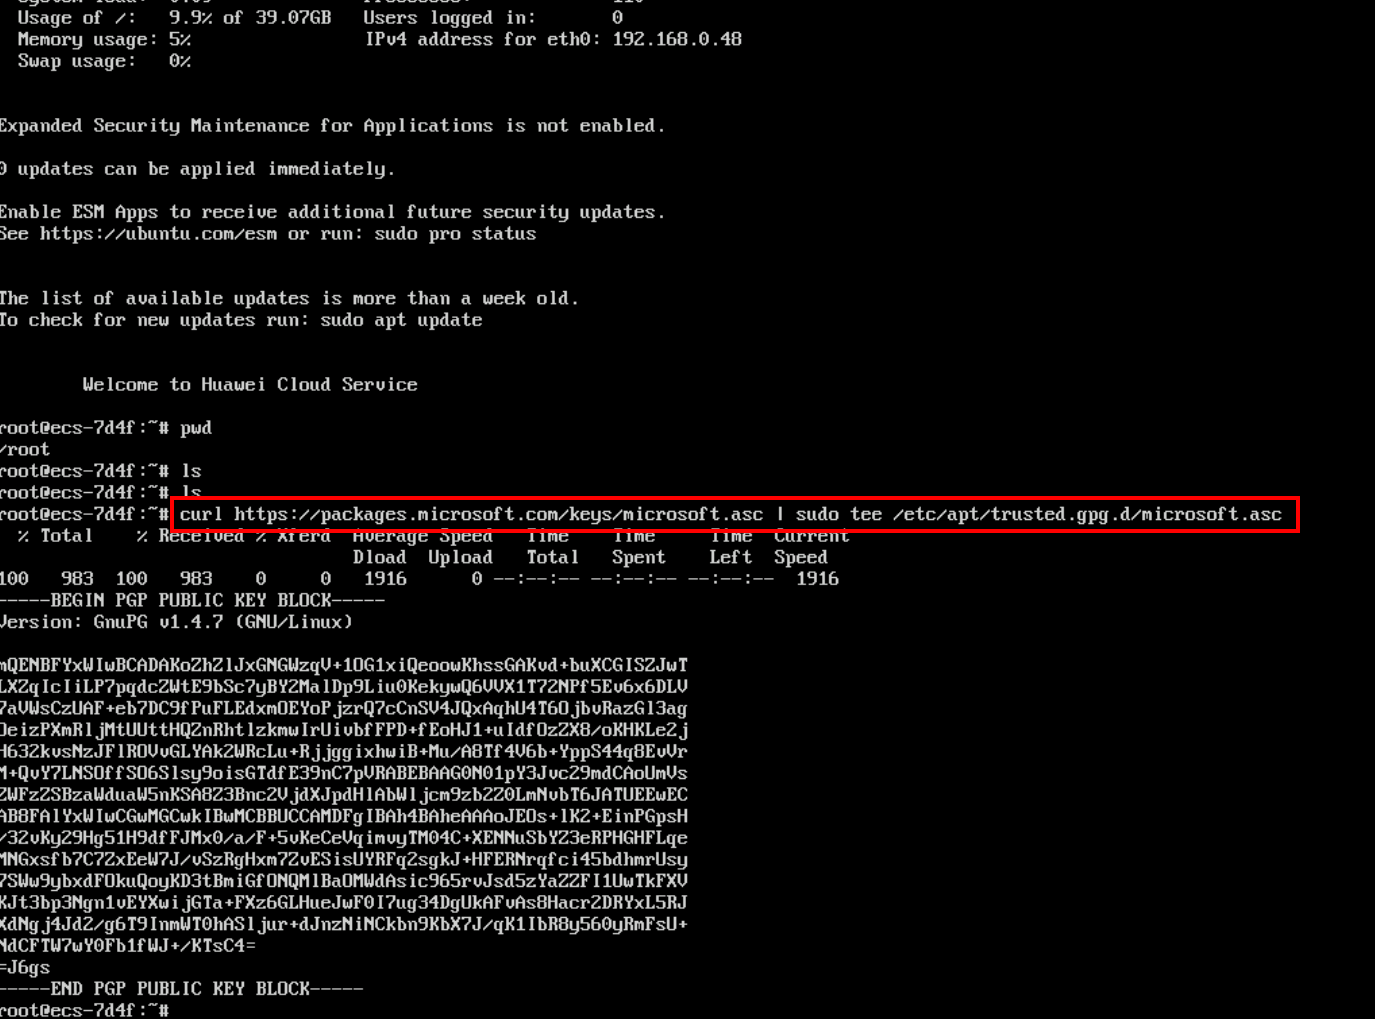 Usage of /: 9.9% of 39.07GB Users logged in: 0
Memory usage: 5% IPv4 address for eth0: 192.168.0.48
Swap usage: 0%
Expanded Security Maintenance for Applications is not enabled.
0 updates can be applied immediately.
Enable ESM Apps to receive additional future security updates.
See https://ubuntu.com/esm or run: sudo pro status
The list of available updates is more than a week old.
To check for new updates run: sudo apt update
Welcome to Huawei Cloud Service
root@ecs-7d4f:~# pwd
/root
root@ecs-7d4f:~# ls
root@ecs-7d4f:~# ls
root@ecs-7d4f:~# curl https://packages.microsoft.com/keys/microsoft.asc | sudo tee /etc/apt/trusted.gpg.d/microsoft.asc
% Total % Received % Xferd Average Speed Time Time Time Current
Dload Upload Total Spent Left Speed
100 983 100 983 0 0 1916 0 --:--:-- --:--:-- --:--:-- 1916
-----BEGIN PGP PUBLIC KEY BLOCK-----
Version: GnuPG v1.4.7 (GNU/Linux)
mQENBFYxWIwBCADAKoZhZlJxGNGWzqV+1OG1xiQeoowKhssGAKvd+buXCGISZJwT
LXZqIcIiLP7pqdcZWtE9bSc7yBY2MalDp9Liu0KekywQ6VVX1T72NPf5Ev6x6DLV
7aVWsCzUAF+eb7DC9fPuFLEdxmOEYoPjzrQ7cCnSV4JQxAqhU4T6OjbvRazGl3ag
OeizPXmRljMtUUttHQZnRhtlzkmwIrUivbfFPD+fEoHJ1+uIdfOzZX8/oKHKLe2j
H632kvsNzJFlROVvGLYAk2WRcLu+RjjggixhwiB+Mu/A8Tf4V6b+YppS44q8EvVr
M+QvY7LNSOffSO6Slsy9oisGTdfE39nC7pVRABEBAAG0N01pY3Jvc29mdCAoUmVs
ZWFzZSBzaWduaW5nKSA8Z3Bnc2VjdXJpdHlAbWljcm9zb2Z0LmNvbT6JATUEEwEC
AB8FAlYxWIwCGwMGCwkIBwMCBBUCCAMDFgIBAh4BAheAAAoJEOs+lK2+EinPGpsH
/32vKy29Hg51H9dfFJMx0/a/F+5vKeCeVqimvyTM04C+XENNuSbYZ3eRPHGHFLqe
MNGxsfb7C7ZxEeW7J/vSzRgHxm7ZvESisUYRFq2sgkJ+HFERNrqfci45bdhmrUsy
7SWw9ybxdFOkuQoyKD3tBmiGfONQMlBaOMWdAsic965rvJsd5zYaZZFI1UwTkFXV
KJt3bp3Ngn1vEYXwijGTa+FXz6GLHueJwF0I7ug34DgUkAFvAs8Hacr2DRYxL5RJ
XdNgj4Jd2/g6T9InmWT0hASljur+dJnzNiNCkbn9KbX7J/qK1IbR8y560yRmFsU+
NdCFTW7wY0Fb1fWJ+/KTsC4=
=J6gs
-----END PGP PUBLIC KEY BLOCK-----
root@ecs-7d4f:~#